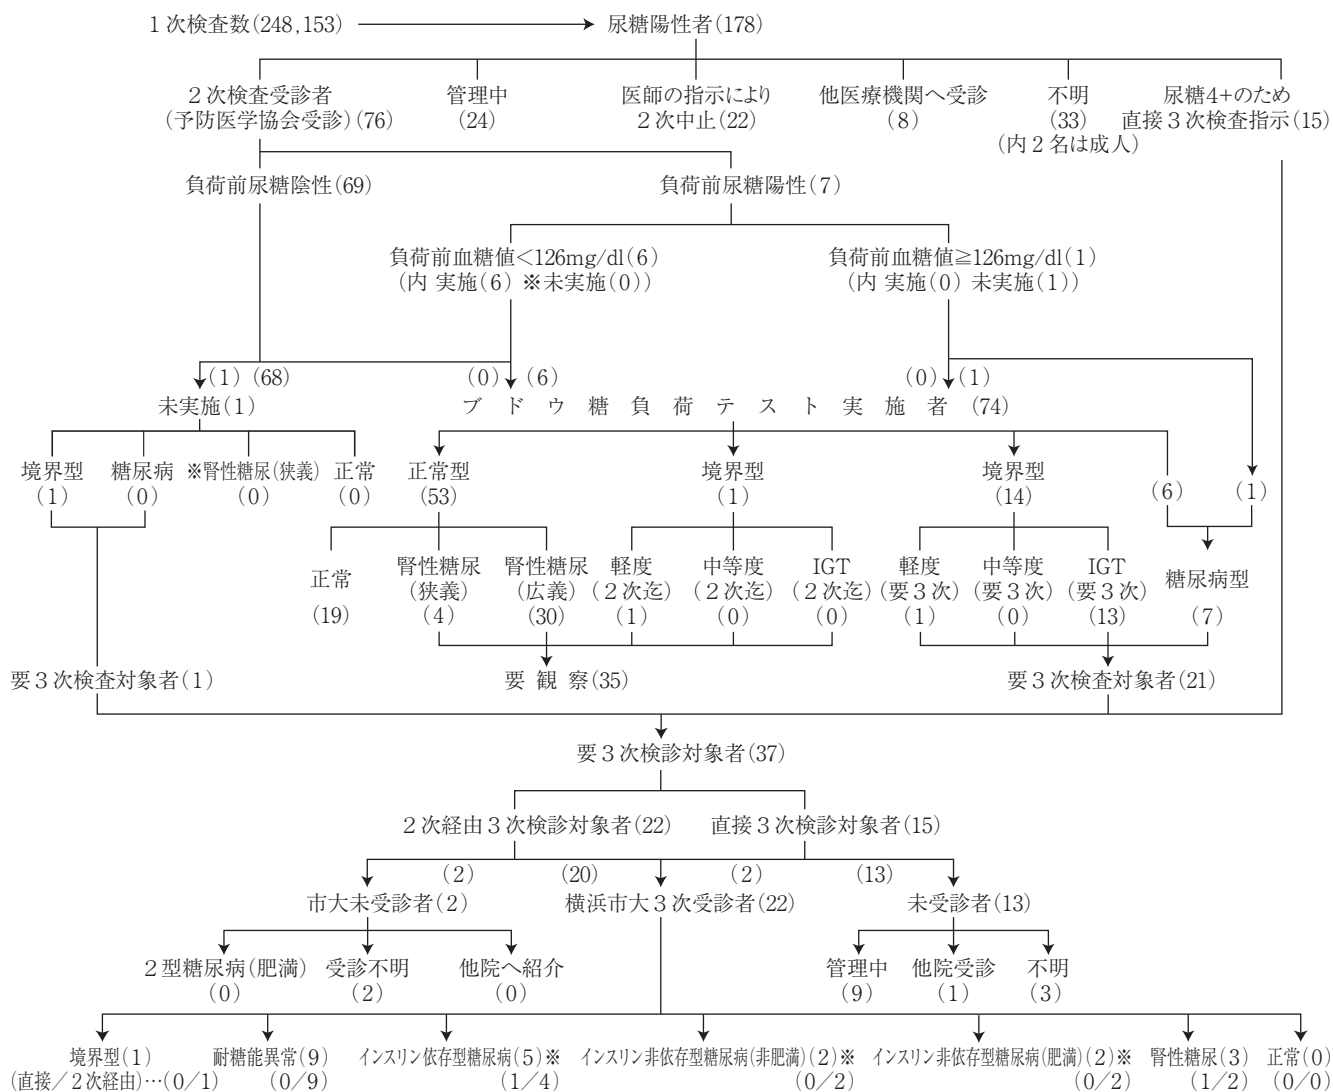 1次検査数(248,153)
尿糖陽性者(178)
2次検査受診者
(予防医学協会受診)(76)
管理中
(24)
医師の指示により
2次中止(22)
他医療機関へ受診
(8)
不明
(33)
(内2名は成人)
尿糖4+のため
直接3次検査指示(15)
負荷前尿糖陰性(69)
負荷前尿糖陽性(7)
負荷前血糖値<126mg/dl(6)
(内 実施(6) ※未実施(0))
負荷前血糖値≧126mg/dl(1)
(内 実施(0) 未実施(1))
(1) (68)
(0) (6)
(0) (1)
未実施(1)
ブドウ糖負荷テスト実施者 (74)
境界型
(1)
糖尿病
(0)
※腎性糖尿(狭義)
(0)
正常
(0)
正常型
(53)
境界型
(1)
境界型
(14)
(6)
(1)
正常
(19)
腎性糖尿
(狭義)
(4)
腎性糖尿
(広義)
(30)
軽度
(2次迄)
(1)
中等度
(2次迄)
(0)
IGT
(2次迄)
(0)
軽度
(要3次)
(1)
中等度
(要3次)
(0)
IGT
(要3次)
(13)
糖尿病型
(7)
要3次検査対象者(1)
要 観 察(35)
要3次検査対象者(21)
要3次検診対象者(37)
2次経由3次検診対象者(22)
直接3次検診対象者(15)
(2)
(20)
(2)
(13)
市大未受診者(2)
横浜市大3次受診者(22)
未受診者(13)
2型糖尿病(肥満)
(0)
受診不明
(2)
他院へ紹介
(0)
管理中
(9)
他院受診
(1)
不明
(3)
境界型(1)
(直接/2次経由)…(0/1)
耐糖能異常(9)
(0/9)
インスリン依存型糖尿病(5)※
(1/4)
インスリン非依存型糖尿病(非肥満)(2)※
(0/2)
インスリン非依存型糖尿病(肥満)(2)※
(0/2)
腎性糖尿(3)
(1/2)
正常(0)
(0/0)